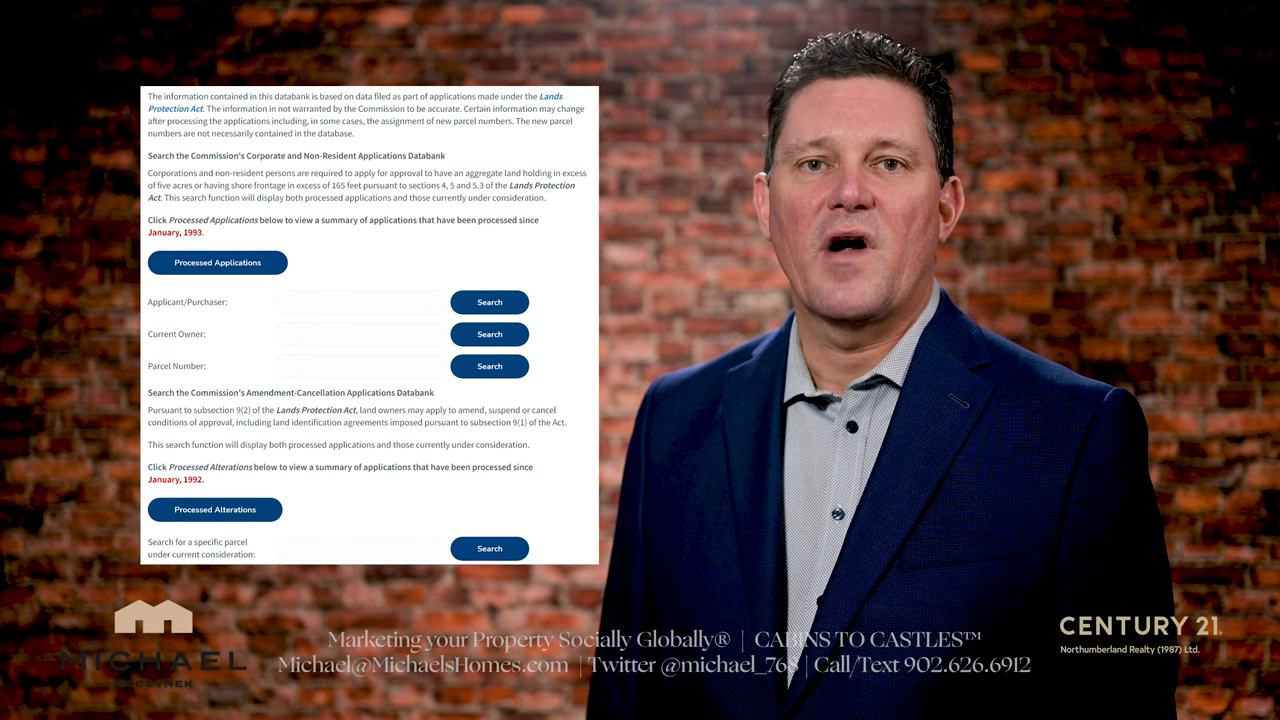 The information contained in this databank is based on data filed as part of applications made under the Lands
Protection Act. The information in not warranted by the Commission to be accurate. Certain information may change
after processing the applications including, in some cases, the assignment of new parcel numbers. The new parcel
numbers are not necessarily contained in the database.
Search the Commission's Corporate and Non-Resident Applications Databank
Corporations and non-resident persons are required to apply for approval to have an aggregate land holding in excess
of five acres or having shore frontage in excess of 165 feet pursuant to sections 4, 5 and 5.3 of the Lands Protection
Act. This search function will display both processed applications and those currently under consideration.
Click Processed Applications below to view a summary of applications that have been processed since
January, 1993.
Processed Applications
Applicant/Purchaser: Search
Current Owner: Search
Parcel Number: Search
Search the Commission's Amendment-Cancellation Applications Databank
Pursuant to subsection 9(2) of the Lands Protection Act, land owners may apply to amend, suspend or cancel
conditions of approval, including land identification agreements imposed pursuant to subsection 9(1) of the Act.
This search function will display both processed applications and those currently under consideration.
Click Processed Alterations below to view a summary of applications that have been processed since
January, 1992.
Processed Alterations
Search for a specific parcel
under current consideration: Search
MICHAEL
Marketing your Property Socially Globally® | CABINS TO CASTLES™
Michael@MichaelsHomes.com | Twitter @michael_768 | Call/Text 902.626.6912
CENTURY 21.
Northumberland Realty (1987) Ltd.